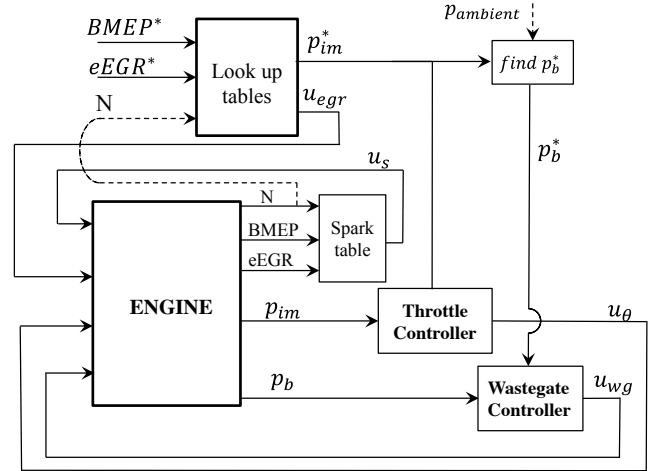 p_ambient
BMEP*
p*_im
eEGR*
Look up
tables
find p*_b
u_egr
N
p*_b
u_s
N
Spark
table
BMEP
eEGR
ENGINE
p_im
Throttle
Controller
u_θ
p_b
Wastegate
Controller
u_wg